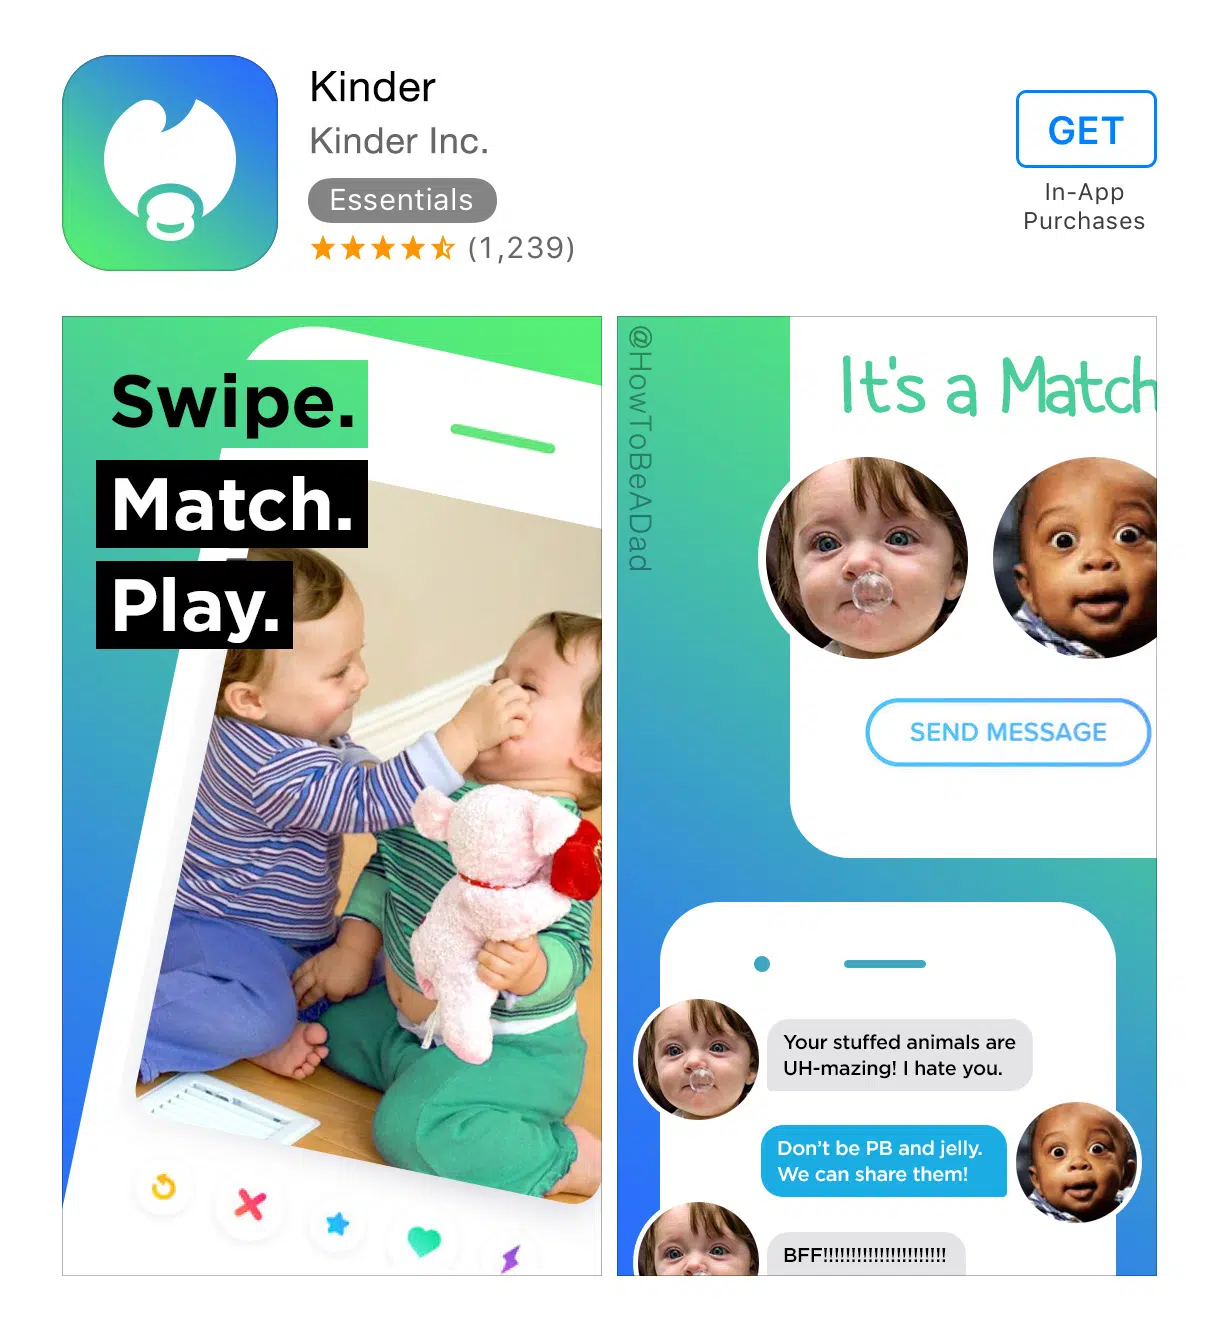 Kinder
Kinder Inc.
Essentials
(1,239)
GET
In-App
Purchases
Swipe.
Match.
Play.
@HowToBeADad
It's a Match
SEND MESSAGE
Your stuffed animals are
UH-mazing! I hate you.
Don't be PB and jelly.
We can share them!
BFF!!!!!!!!!!!!!!!!!!!!!!!